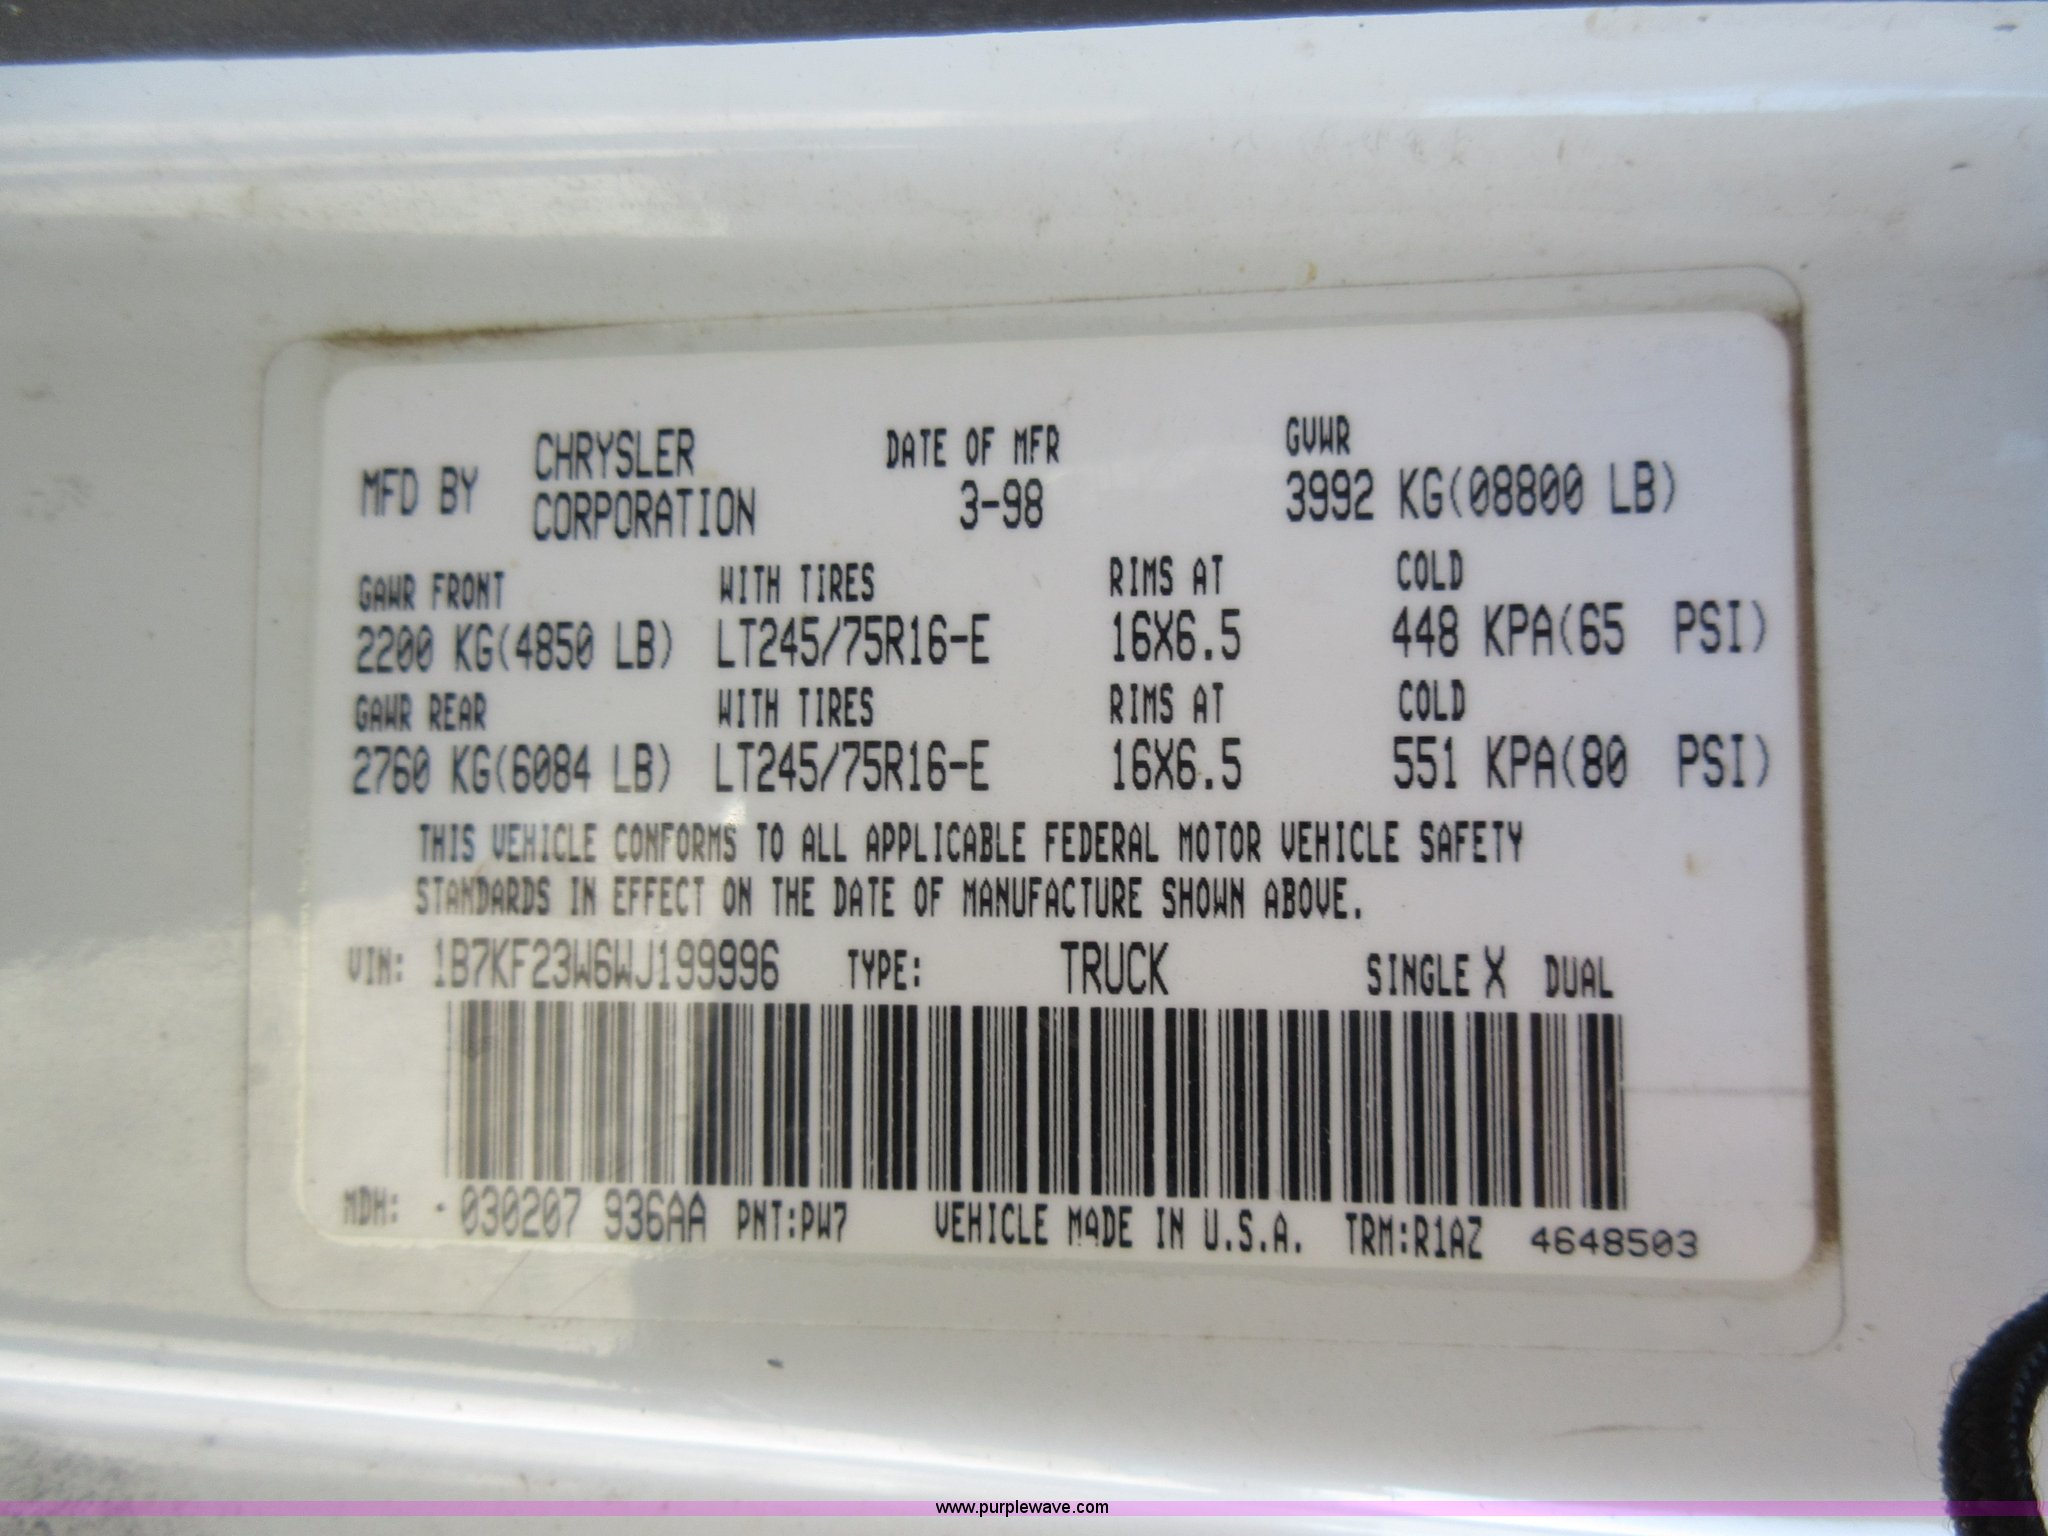 MFD BY CHRYSLER CORPORATION DATE OF MFR 3-98 GVWR 3992 KG(08800 LB)
GAWR FRONT WITH TIRES RIMS AT COLD
2200 KG(4850 LB) LT245/75R16-E 16X6.5 448 KPA(65 PSI)
GAWR REAR WITH TIRES RIMS AT COLD
2760 KG(6084 LB) LT245/75R16-E 16X6.5 551 KPA(80 PSI)
THIS VEHICLE CONFORMS TO ALL APPLICABLE FEDERAL MOTOR VEHICLE SAFETY
STANDARDS IN EFFECT ON THE DATE OF MANUFACTURE SHOWN ABOVE.
VIN: 1B7KF23W6WJ199996 TYPE: TRUCK SINGLE X DUAL
MDH: -030207 936AA PNT:PW7 VEHICLE MADE IN U.S.A. TRM:R1AZ 4648503
www.purplewave.com